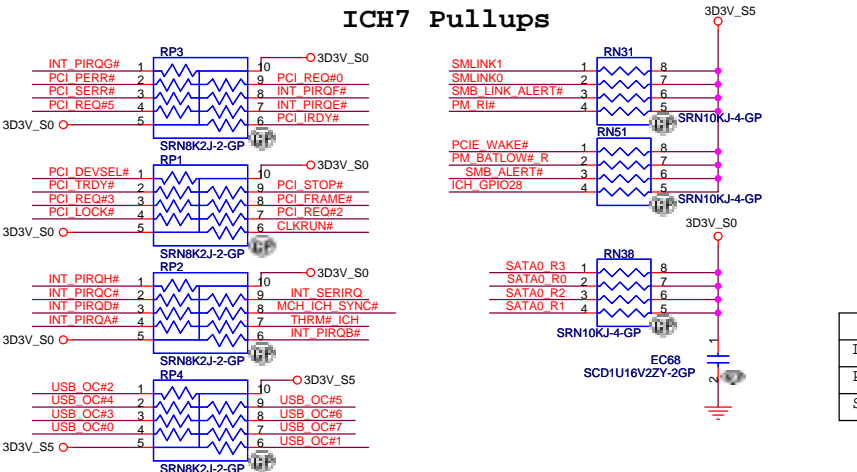 ICH7 Pullups
RP3
3D3V_S0
INT_PIRQG# 1 10
PCI_PERR# 2 9 PCI_REQ#0
PCI_SERR# 3 8 INT_PIRQF#
PCI_REQ#5 4 7 INT_PIRQE#
3D3V_S0 5 6 PCI_IRDY#
SRN8K2J-2-GP
GP
RP1
3D3V_S0
PCI_DEVSEL# 1 10
PCI_TRDY# 2 9 PCI_STOP#
PCI_REQ#3 3 8 PCI_FRAME#
PCI_LOCK# 4 7 PCI_REQ#2
3D3V_S0 5 6 CLKRUN#
SRN8K2J-2-GP
GP
RP2
3D3V_S0
INT_PIRQH# 1 10
INT_PIRQC# 2 9 INT_SERIRQ
INT_PIRQD# 3 8 MCH_ICH_SYNC#
INT_PIRQA# 4 7 THRM#_ICH
3D3V_S0 5 6 INT_PIRQB#
SRN8K2J-2-GP
GP
RP4
3D3V_S5
USB_OC#2 1 10
USB_OC#4 2 9 USB_OC#5
USB_OC#3 3 8 USB_OC#6
USB_OC#0 4 7 USB_OC#7
3D3V_S5 5 6 USB_OC#1
SRN8K2J-2-GP
GP
3D3V_S5
RN31
SMLINK1 1 8
SMLINK0 2 7
SMB_LINK_ALERT# 3 6
PM_RI# 4 5
SRN10KJ-4-GP
GP
RN51
PCIE_WAKE# 1 8
PM_BATLOW#_R 2 7
SMB_ALERT# 3 6
ICH_GPIO28 4 5
SRN10KJ-4-GP
GP
3D3V_S0
RN38
SATA0_R3 1 8
SATA0_R0 2 7
SATA0_R2 3 6
SATA0_R1 4 5
SRN10KJ-4-GP
GP
1
EC68
SCD1U16V2ZY-2GP
2